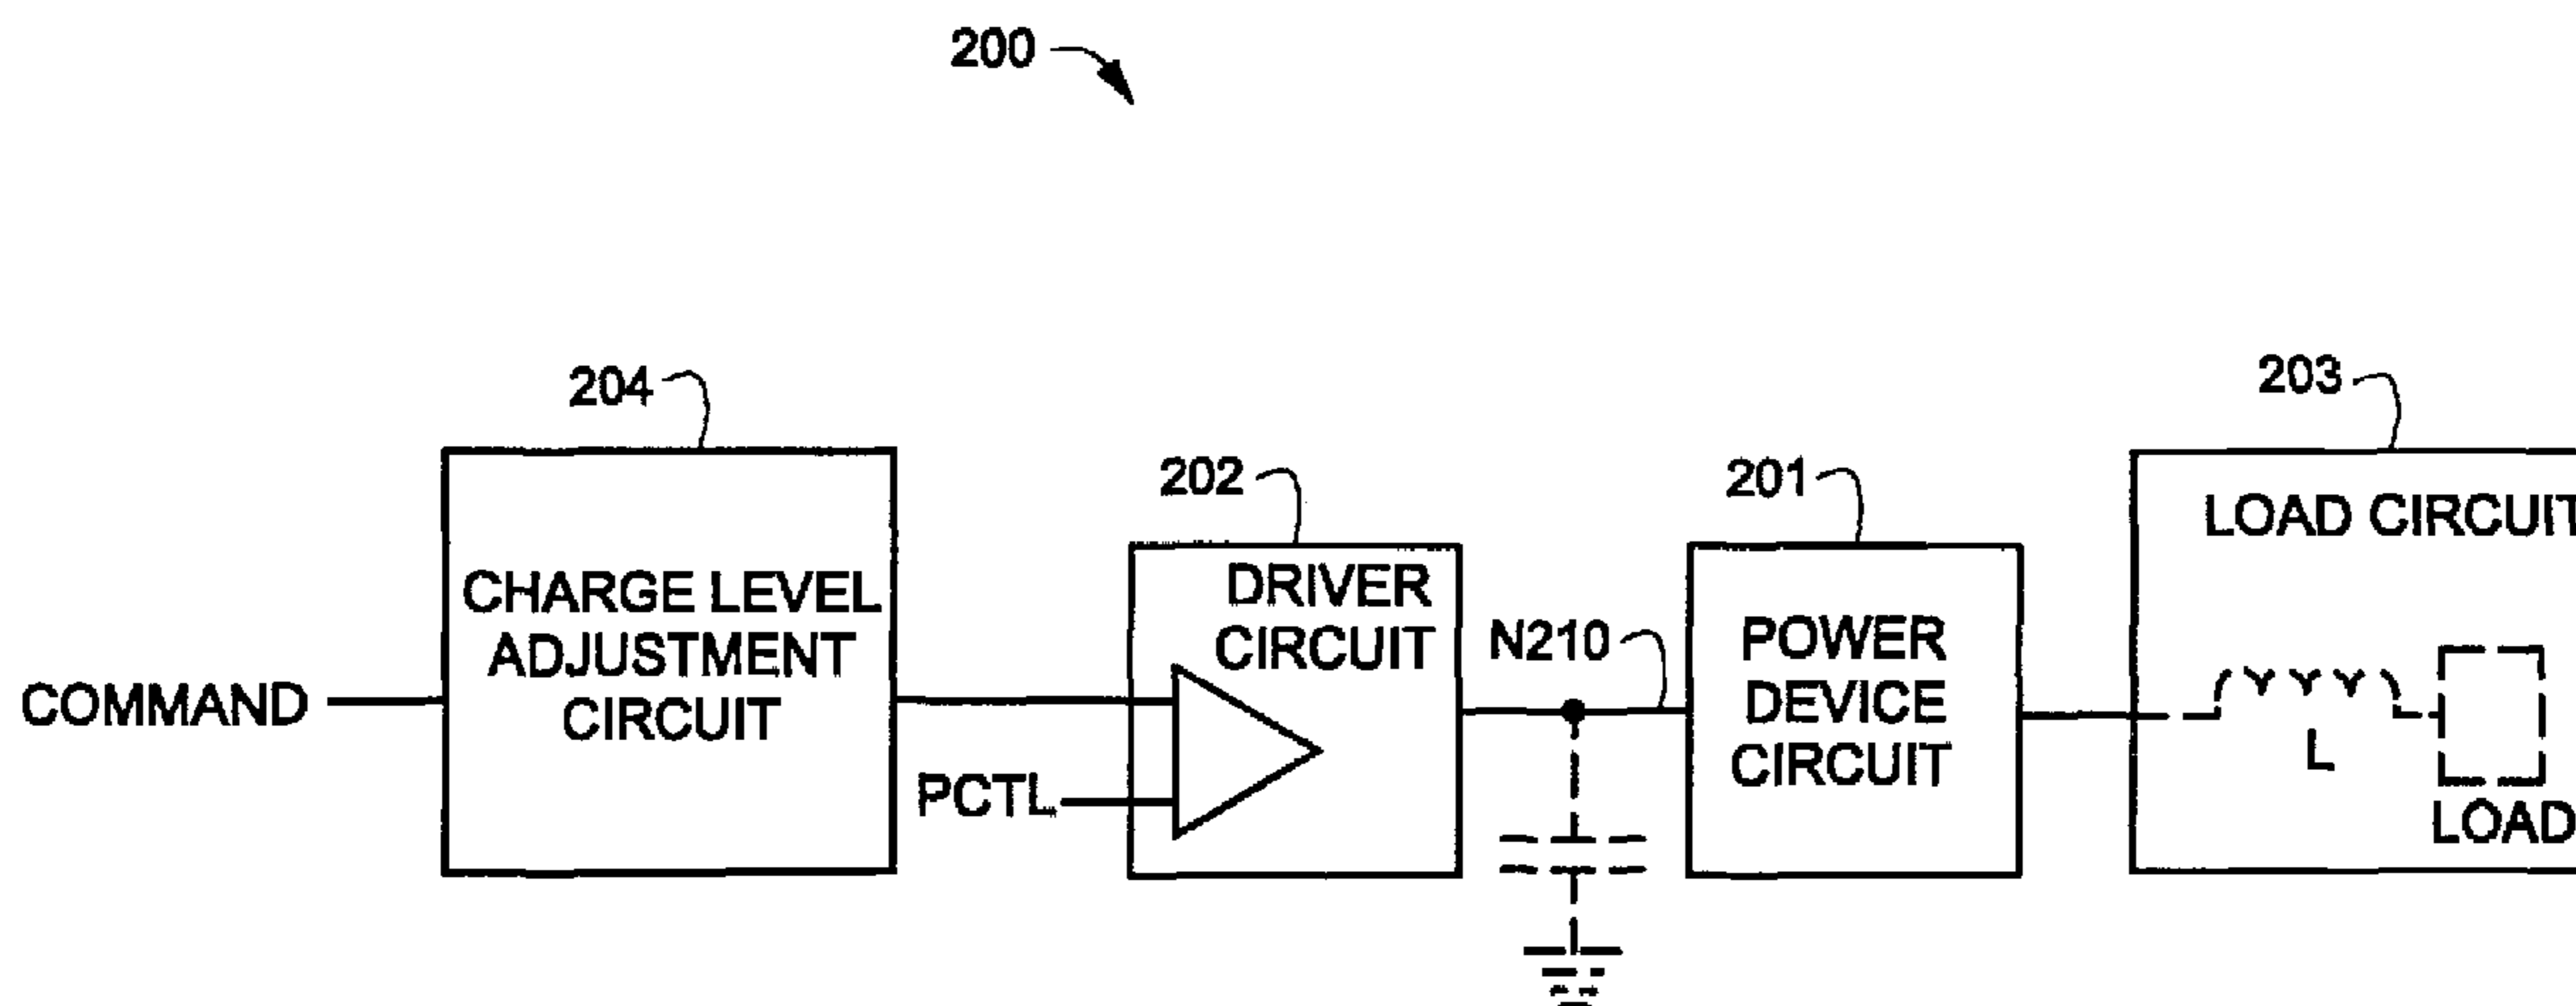 200
204
203
202
201
LOAD CIRCUIT
CHARGE LEVEL
ADJUSTMENT
CIRCUIT
DRIVER
CIRCUIT
N210
POWER
DEVICE
CIRCUIT
COMMAND
PCTL
L
LOAD